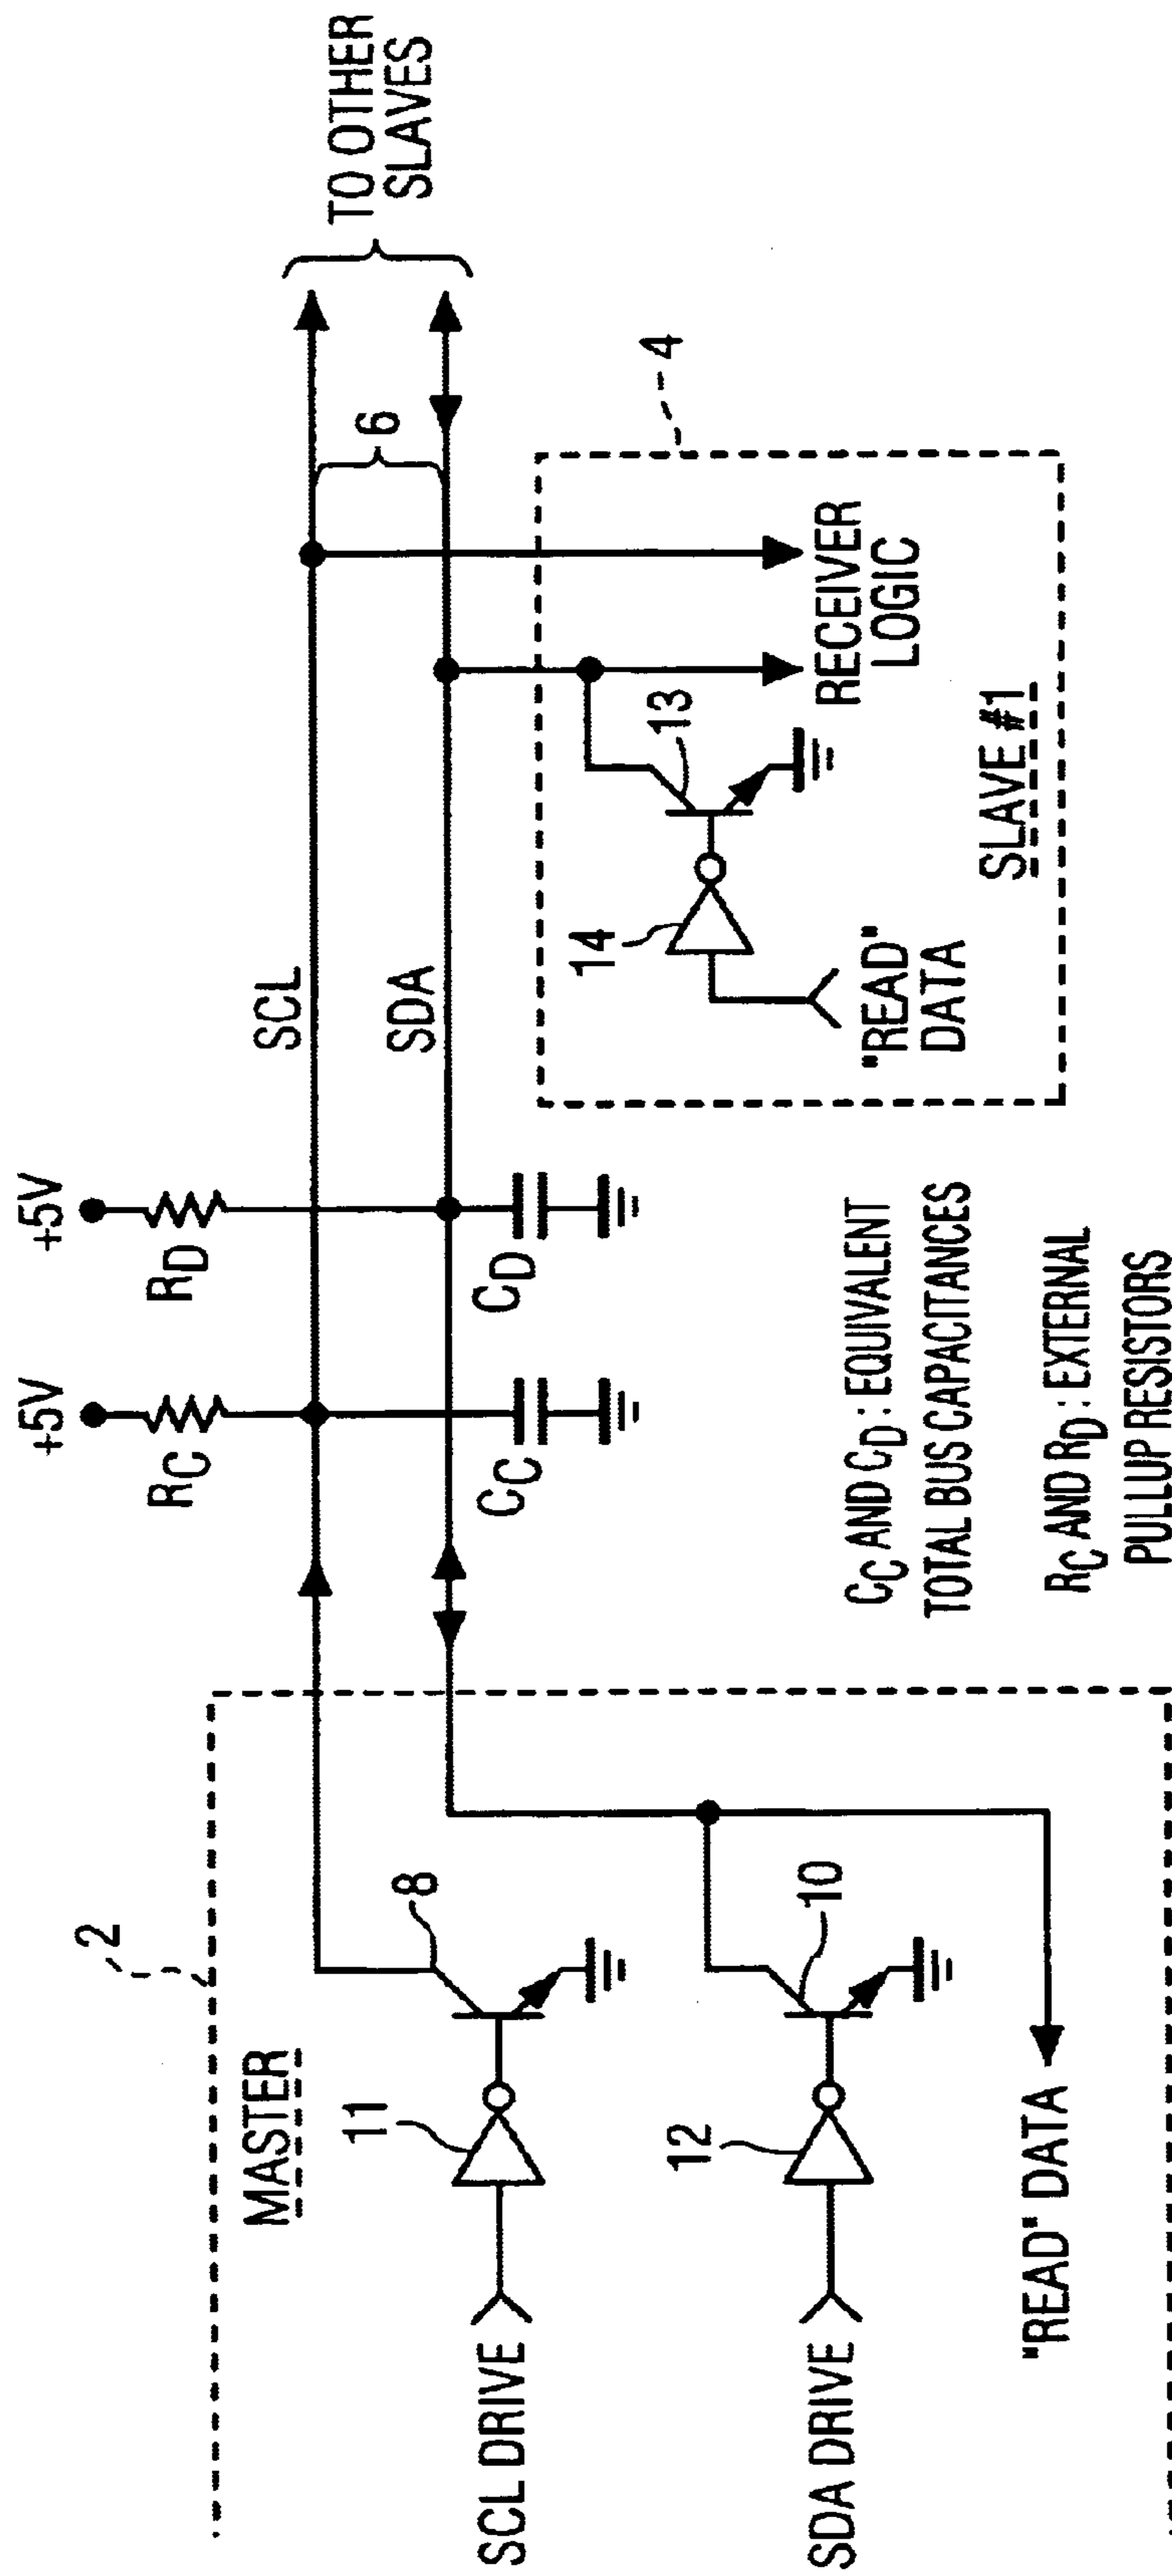 +5V
+5V
RC
RD
SCL
SDA
CC
CD
6
TO OTHER
SLAVES
2
MASTER
11
8
SCL DRIVE
12
10
SDA DRIVE
"READ" DATA
4
14
13
"READ"
DATA
RECEIVER
LOGIC
SLAVE #1
CC AND CD : EQUIVALENT
TOTAL BUS CAPACITANCES
RC AND RD : EXTERNAL
PULLUP RESISTORS